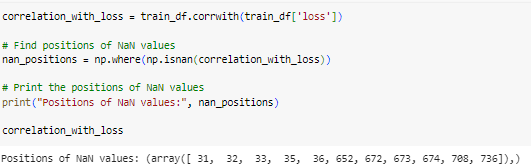 correlation_with_loss = train_df.corrwith(train_df['loss'])
# Find positions of NaN values
nan_positions = np.where(np.isnan(correlation_with_loss))
# Print the positions of NaN values
print("Positions of NaN values:", nan_positions)
correlation_with_loss
Positions of NaN values: (array([ 31,  32,  33,  35,  36, 652, 672, 673, 674, 708, 736]),)